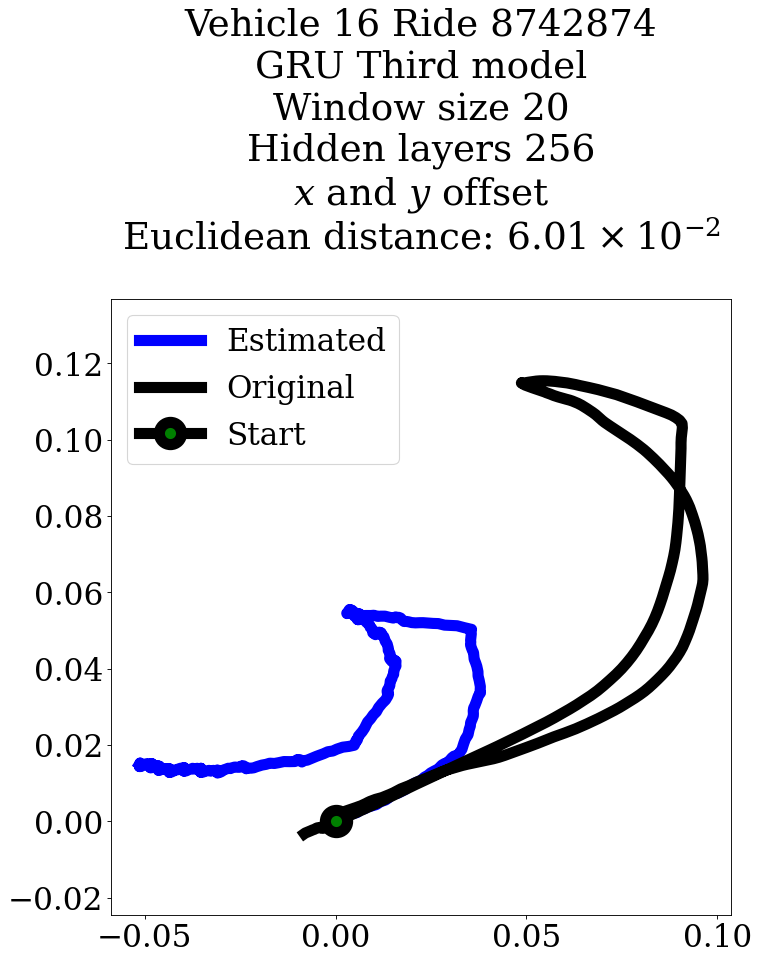 Vehicle 16 Ride 8742874
GRU Third model
Window size 20
Hidden layers 256
x and y offset
Euclidean distance: 6.01 × 10⁻²
Estimated
Original
Start
0.12
0.10
0.08
0.06
0.04
0.02
0.00
−0.02
−0.05 0.00 0.05 0.10